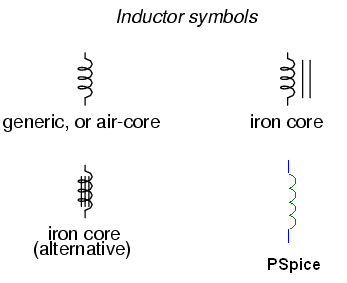 Inductor symbols
generic, or air-core
iron core
iron core
(alternative)
PSpice